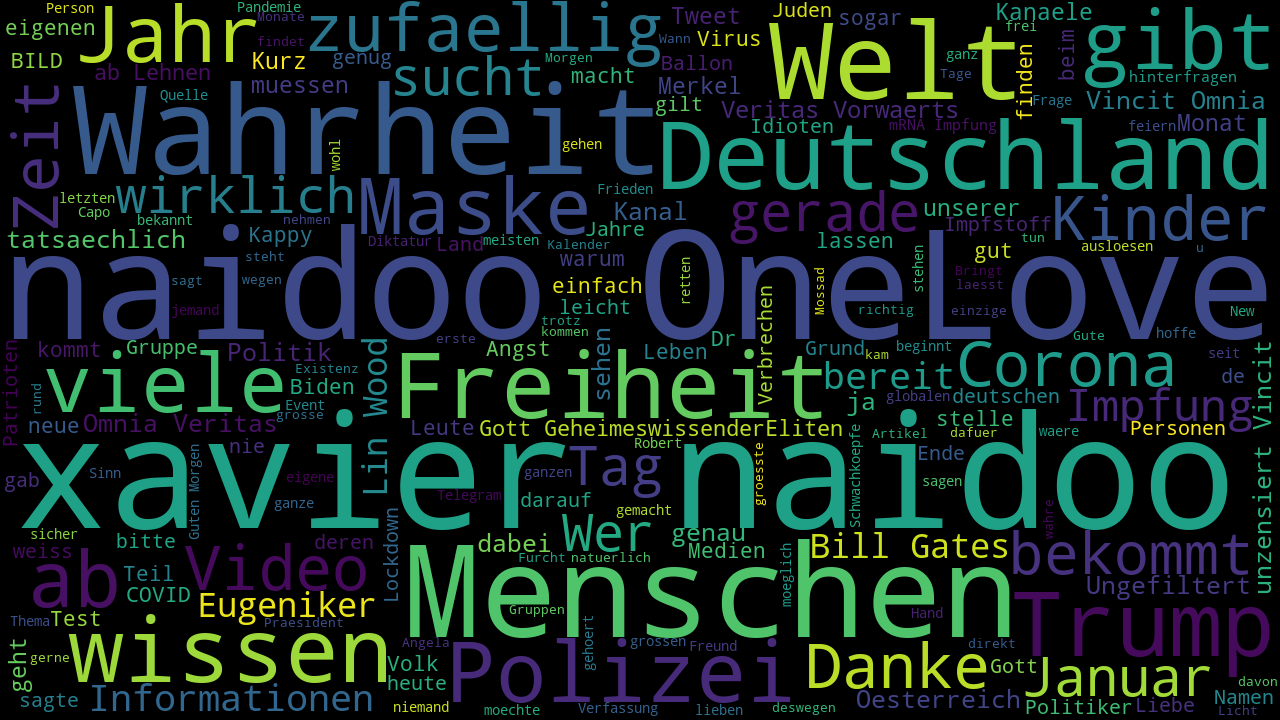 Person
Pandemie
eigenen
Jahr
Monate
zufaellig
Tweet
Juden
sogar
Kanaele
frei
gibt
BILD
ab Lehnen
findet
Kurz
genug
Morgen
Wann
Virus
Welt
ganz
beim
muessen
sucht
macht
Ballon
Merkel
Tage
finden
hinterfragen
Zeit
Wahrheit
Quelle
gilt
Veritas Vorwaerts
Frage
Vincit Omnia
wohl
gehen
Idioten
mRNA Impfung
feiern
Monat
Deutschland
letzten
Capo
wirklich
bekannt
nehmen
Maske
Frieden
Kanal
gerade
unserer
Impfstoff
Kinder
tatsaechlich
Kappy
Diktatur
Land
meisten
Jahre
Kalender
warum
lassen
gut
tun
ausloesen
u
naidoo OneLove
steht
sagt
wegen
jemand
einfach
leicht
retten
Mossad
stehen
Bringt
laesst
richtig
einzige
New
trotz
kommen
erste
Patrioten
kommt
Gruppe
Politik
Angst
sehen
Leben
Dr
Verbrechen
Grund
kam
beginnt
Gute
hoffe
seit
de
Existenz
viele
rund
Biden
Freiheit
bereit
Corona
Event
grosse
Lin Wood
ja
globalen
deutschen
Impfung
Vincit
neue
Omnia Veritas
Leute
Gott GeheimeswissenderEliten
Artikel
stelle
dafuer
waere
Personen
nie
Robert
Ende
xavier naidoo
gab
Sinn
Guten Morgen
eigene
ganze
ganzen
Tag
groesste
Schwachkoepfe
sagen
Telegram
darauf
gemacht
wahre
unzensiert
sicher
bitte
weiss
deren
Lockdown
dabei
Wer
genau
Furcht
natuerlich
Medien
Bill Gates
bekommt
ab
Teil
Video
moeglich
Ungefiltert
COVID
Menschen
Eugeniker
Gruppen
Hand
Trump
Thema
Test
Praesident
geht
gerne
wissen
Angela
gehoert
grossen
Freund
direkt
Volk
heute
Polizei
Danke
Gott
Januar
davon
sagte
Informationen
niemand
moechte
Verfassung
lieben
deswegen
Oesterreich
Politiker
Liebe
Namen
Licht